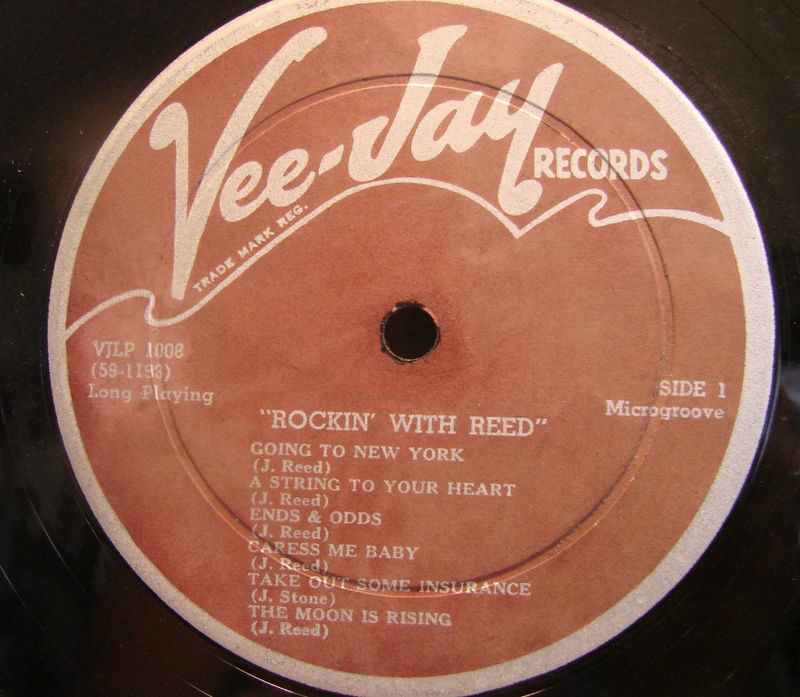 Vee-Jay
RECORDS
TRADE MARK REG.
VJLP 1008
(59-1193)
Long Playing
SIDE 1
Microgroove
"ROCKIN' WITH REED"
GOING TO NEW YORK
(J. Reed)
A STRING TO YOUR HEART
(J. Reed)
ENDS & ODDS
(J. Reed)
CARESS ME BABY
(J. Reed)
TAKE OUT SOME INSURANCE
(J. Stone)
THE MOON IS RISING
(J. Reed)